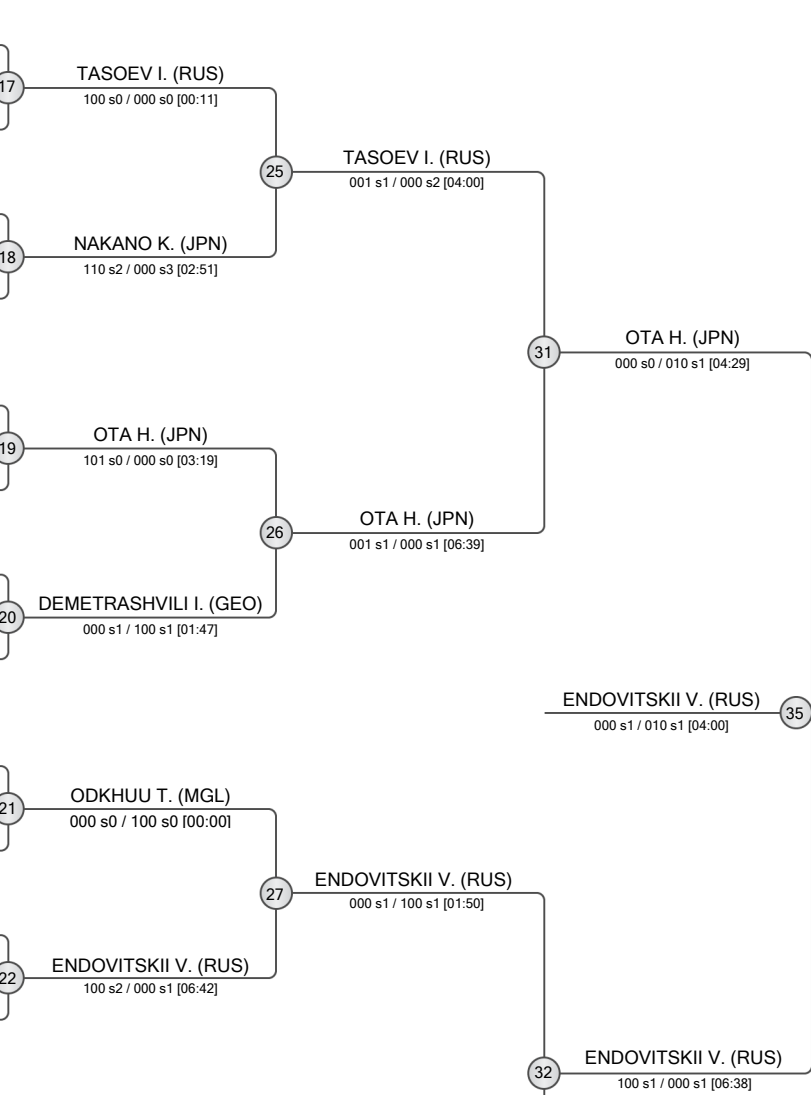 17
TASOEV I. (RUS)
100 s0 / 000 s0 [00:11]
25
TASOEV I. (RUS)
001 s1 / 000 s2 [04:00]
18
NAKANO K. (JPN)
110 s2 / 000 s3 [02:51]
31
OTA H. (JPN)
000 s0 / 010 s1 [04:29]
19
OTA H. (JPN)
101 s0 / 000 s0 [03:19]
26
OTA H. (JPN)
001 s1 / 000 s1 [06:39]
20
DEMETRASHVILI I. (GEO)
000 s1 / 100 s1 [01:47]
ENDOVITSKII V. (RUS)
000 s1 / 010 s1 [04:00]
35
21
ODKHUU T. (MGL)
000 s0 / 100 s0 [00:00]
27
ENDOVITSKII V. (RUS)
000 s1 / 100 s1 [01:50]
22
ENDOVITSKII V. (RUS)
100 s2 / 000 s1 [06:42]
32
ENDOVITSKII V. (RUS)
100 s1 / 000 s1 [06:38]